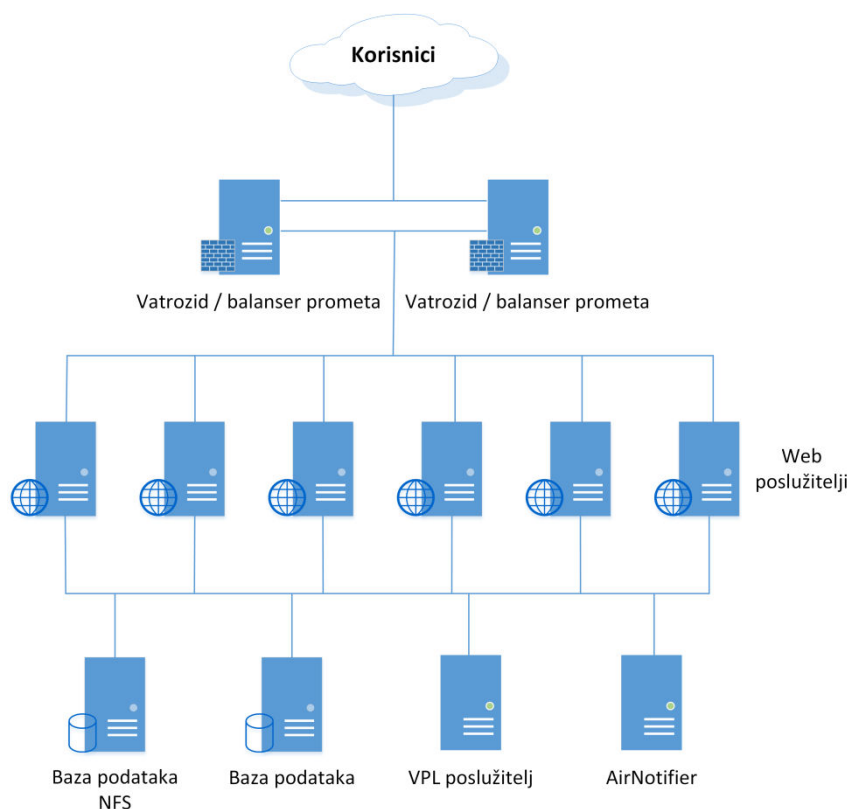 Korisnici
Vatrozid / balanser prometa
Vatrozid / balanser prometa
Web
poslužitelji
Baza podataka
NFS
Baza podataka
VPL poslužitelj
AirNotifier